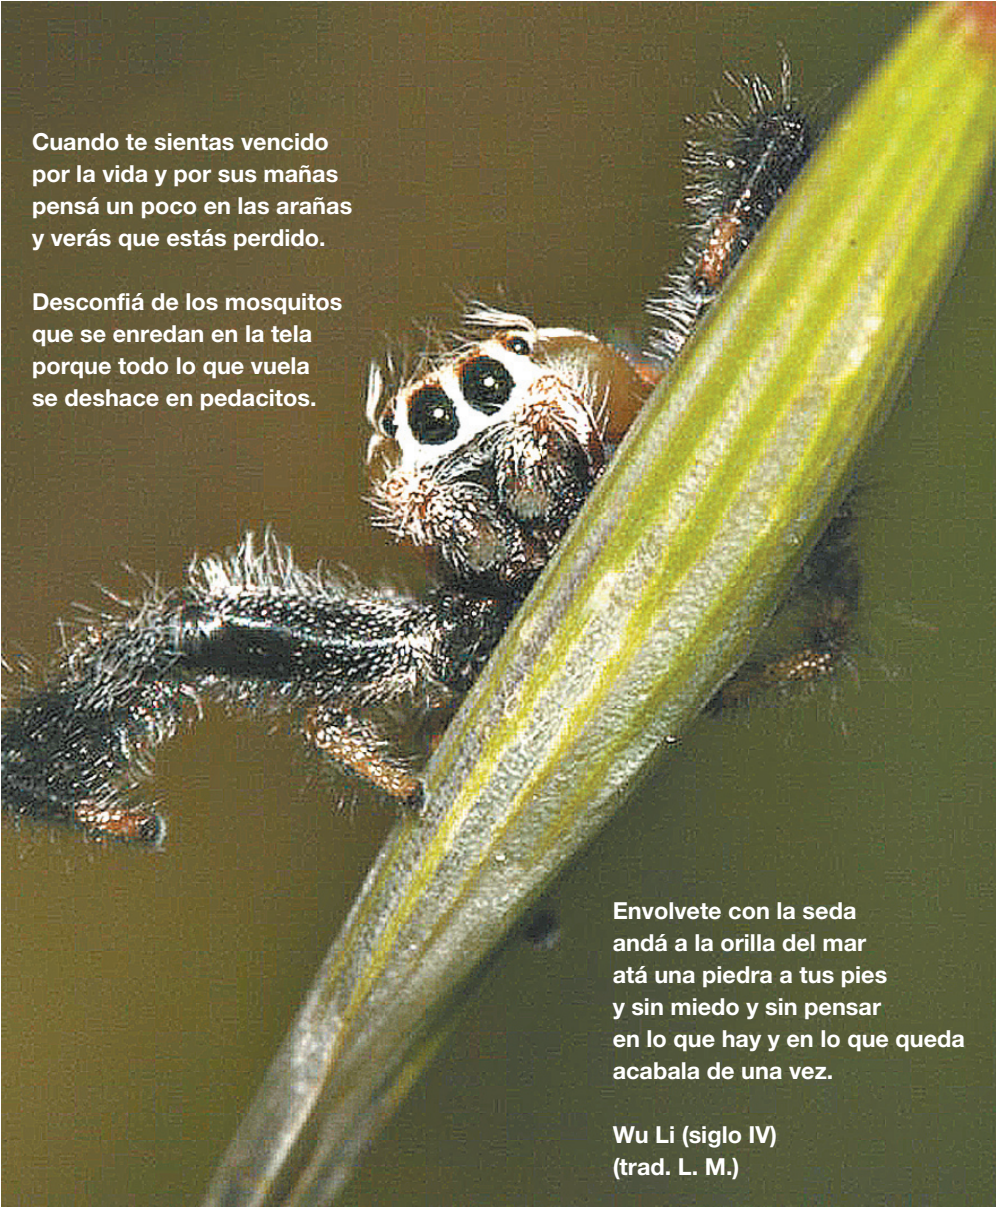 Cuando te sientas vencido
por la vida y por sus mañas
pensá un poco en las arañas
y verás que estás perdido.
Desconfiá de los mosquitos
que se enredan en la tela
porque todo lo que vuela
se deshace en pedacitos.
Envolvete con la seda
andá a la orilla del mar
atá una piedra a tus pies
y sin miedo y sin pensar
en lo que hay y en lo que queda
acabala de una vez.
Wu Li (siglo IV)
(trad. L. M.)